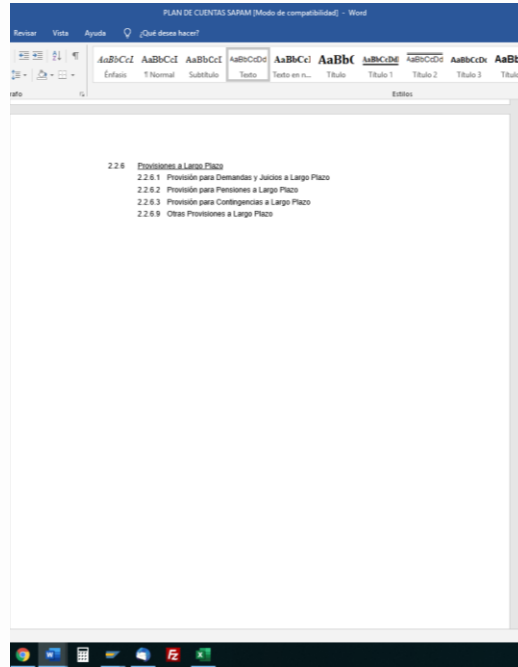 PLAN DE CUENTAS SAPAM [Modo de compatibilidad] - Word
Revisar Vista Ayuda ¿Qué desea hacer?
AaBbCcI AaBbCcI AaBbCcI AaBbCcDd AaBbCcl AaBb( AaBbCcDd AaBbCcDd AaBbCcDc AaBb
Énfasis ¶ Normal Subtítulo Texto Texto en n... Título Título 1 Título 2 Título 3 Título
rafo Estilos
2.2.6 Provisiones a Largo Plazo
2.2.6.1 Provisión para Demandas y Juicios a Largo Plazo
2.2.6.2 Provisión para Pensiones a Largo Plazo
2.2.6.3 Provisión para Contingencias a Largo Plazo
2.2.6.9 Otras Provisiones a Largo Plazo